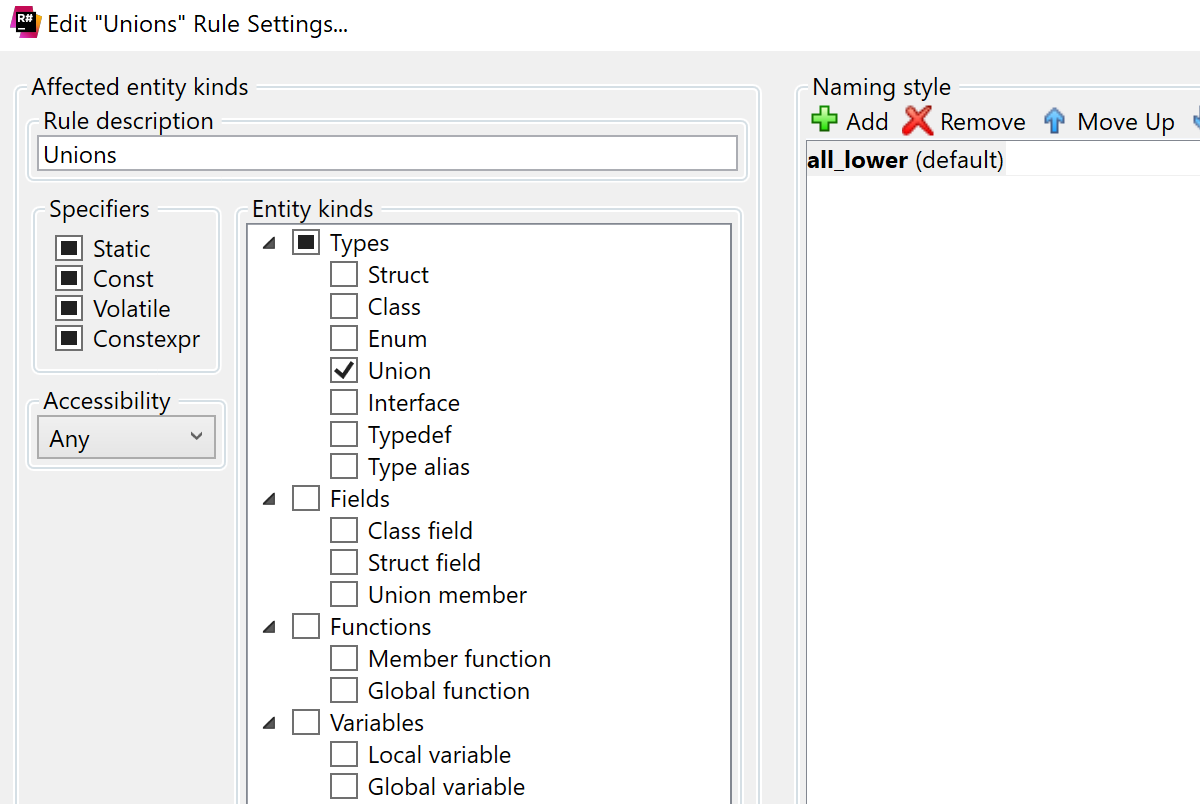 R#
Edit "Unions" Rule Settings...
Affected entity kinds
Rule description
Unions
Specifiers
Static
Const
Volatile
Constexpr
Accessibility
Any
Entity kinds
Types
Struct
Class
Enum
Union
Interface
Typedef
Type alias
Fields
Class field
Struct field
Union member
Functions
Member function
Global function
Variables
Local variable
Global variable
Naming style
Add Remove Move Up
all_lower (default)